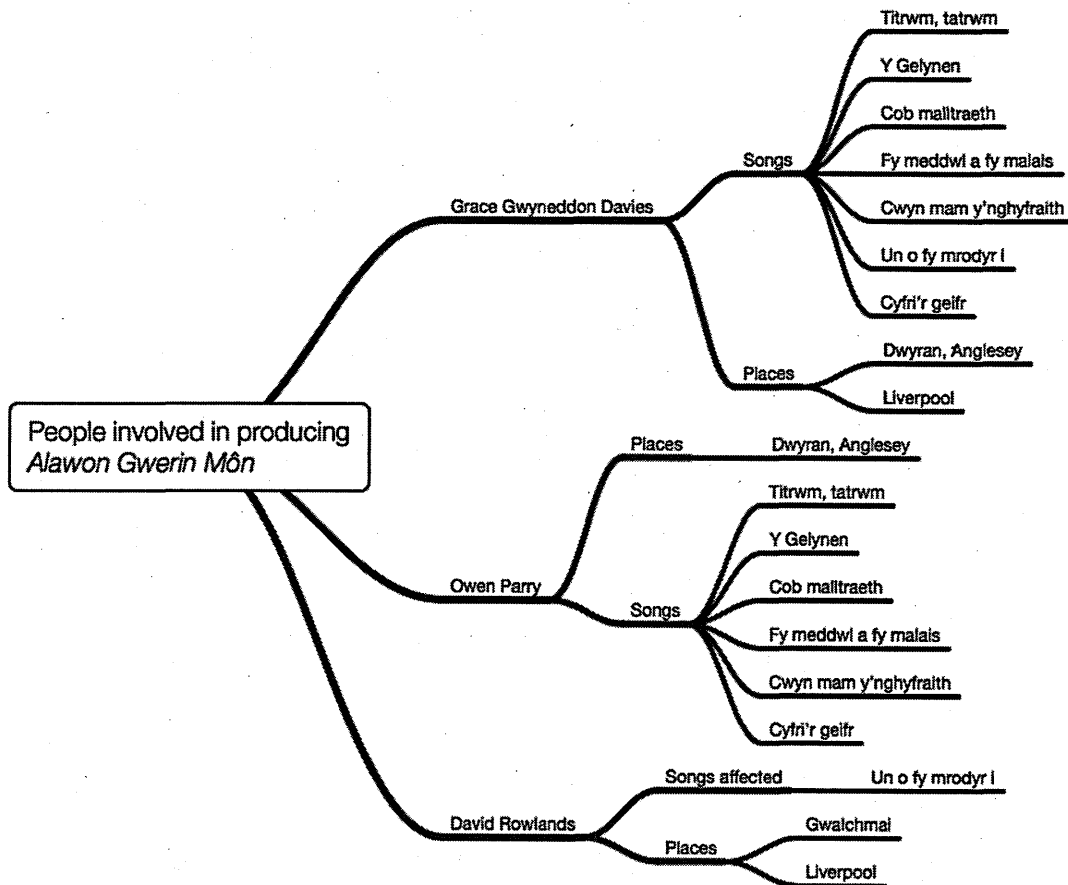 People involved in producing
Alawon Gwerin Môn
Grace Gwyneddon Davies
Songs
Titrwm, tatrwm
Y Gelynen
Cob malltraeth
Fy meddwl a fy malais
Cwyn mam y'nghyfraith
Un o fy mrodyr I
Cyfri'r geifr
Places
Dwyran, Anglesey
Liverpool
Owen Parry
Places
Dwyran, Anglesey
Songs
Titrwm, tatrwm
Y Gelynen
Cob malltraeth
Fy meddwl a fy malais
Cwyn mam y'nghyfraith
Cyfri'r geifr
David Rowlands
Songs affected
Un o fy mrodyr I
Places
Gwalchmai
Liverpool